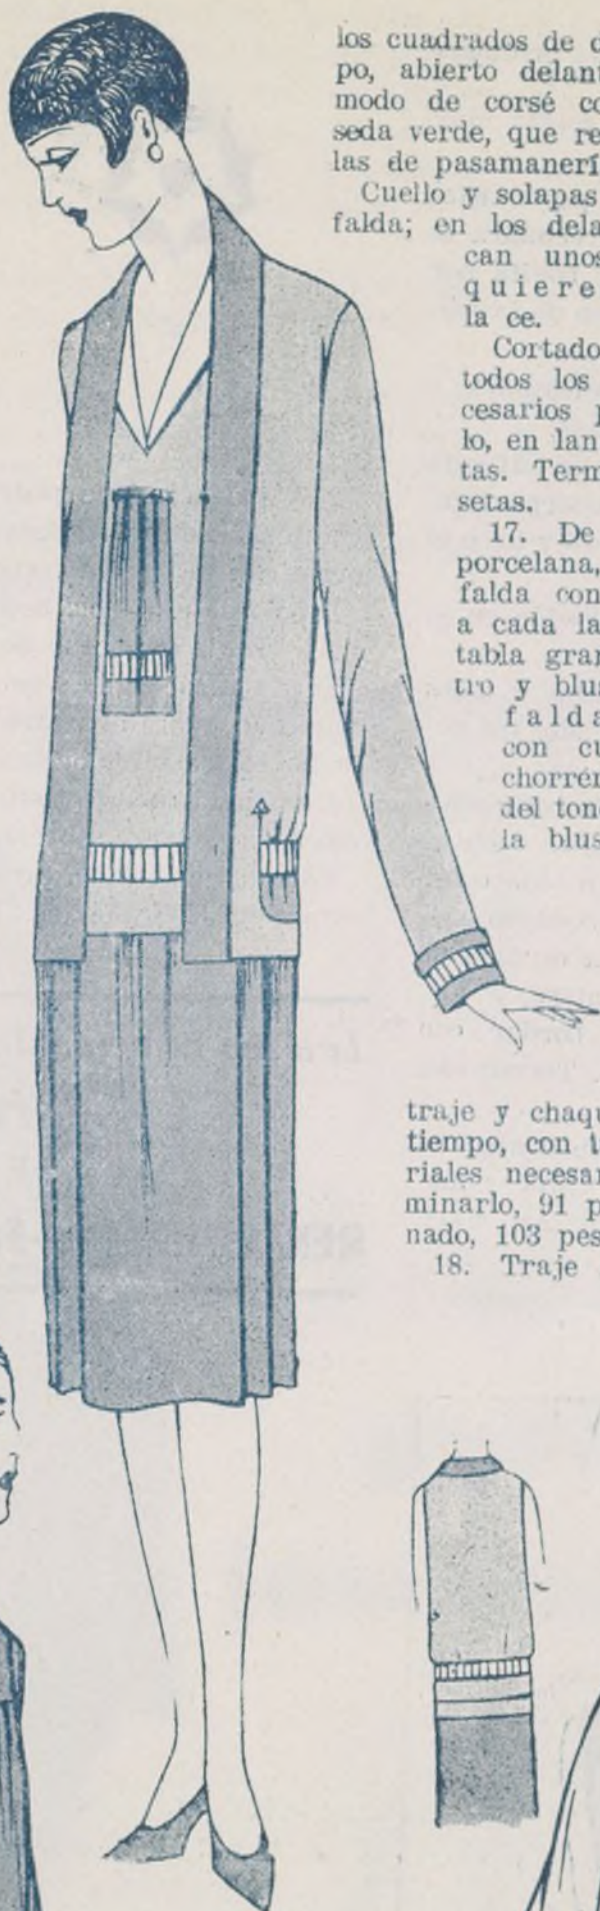 los cuadrados de c
po, abierto delant
modo de corsé co
seda verde, que re
las de pasamanerí
Cuello y solapas
falda; en los dela
can unos
quiere
la ce.
Cortado
todos los
cesarios p
lo, en lan
tas. Term
setas.
17. De
porcelana,
falda con
a cada la
tabla gran
tro y blus
falda
con cu
chorrér
del tono
la blus
traje y chaqu
tiempo, con t
riales necesar
minarlo, 91 p
nado, 103 pes
18. Traje